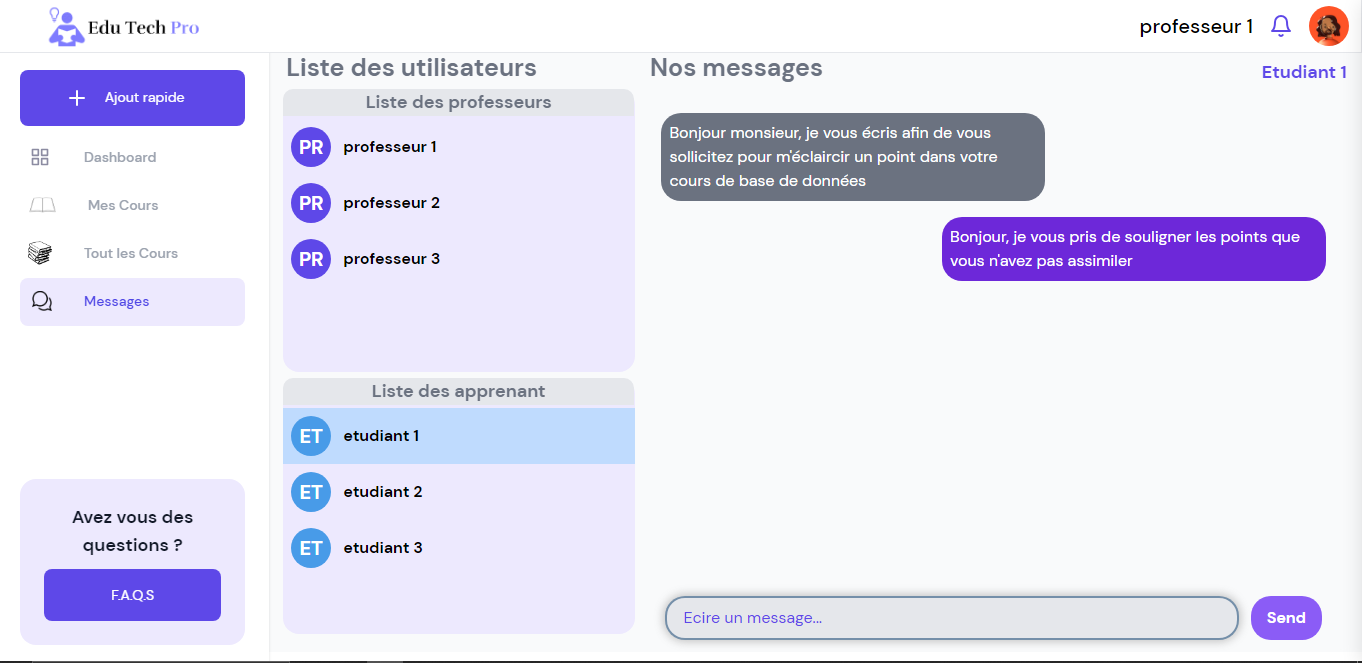 Edu Tech Pro
professeur 1
Ajout rapide
Dashboard
Mes Cours
Tout les Cours
Messages
Avez vous des
questions ?
F.A.Q.S
Liste des utilisateurs
Liste des professeurs
PR professeur 1
PR professeur 2
PR professeur 3
Liste des apprenant
ET etudiant 1
ET etudiant 2
ET etudiant 3
Nos messages
Etudiant 1
Bonjour monsieur, je vous écris afin de vous
sollicitez pour m'éclaircir un point dans votre
cours de base de données
Bonjour, je vous pris de souligner les points que
vous n'avez pas assimiler
Ecire un message...
Send